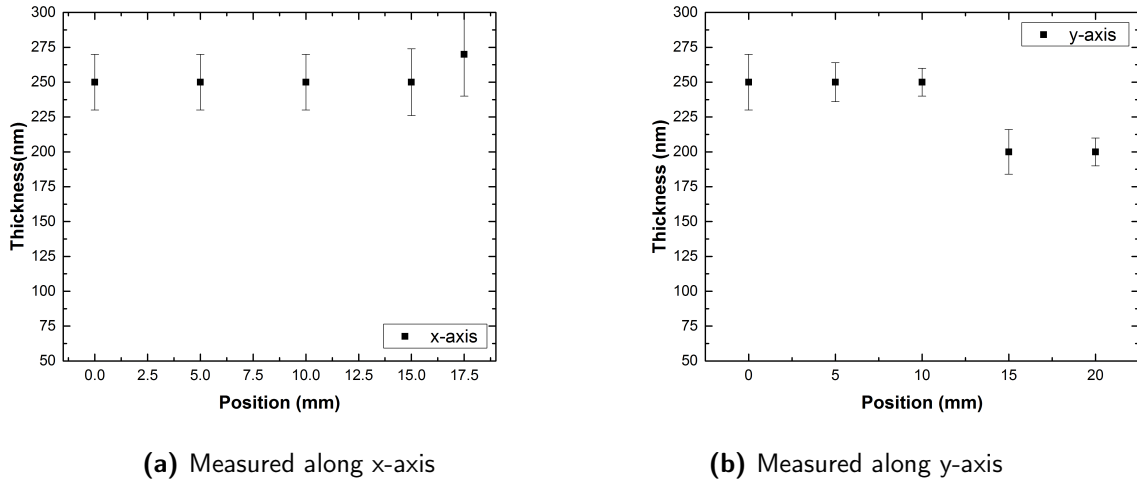 300
275
250
225
200
175
150
125
100
75
50
Thickness(nm)
x-axis
0.0 2.5 5.0 7.5 10.0 12.5 15.0 17.5
Position (mm)
(a) Measured along x-axis
300
275
250
225
200
175
150
125
100
75
50
Thickness (nm)
y-axis
0 5 10 15 20
Position (mm)
(b) Measured along y-axis